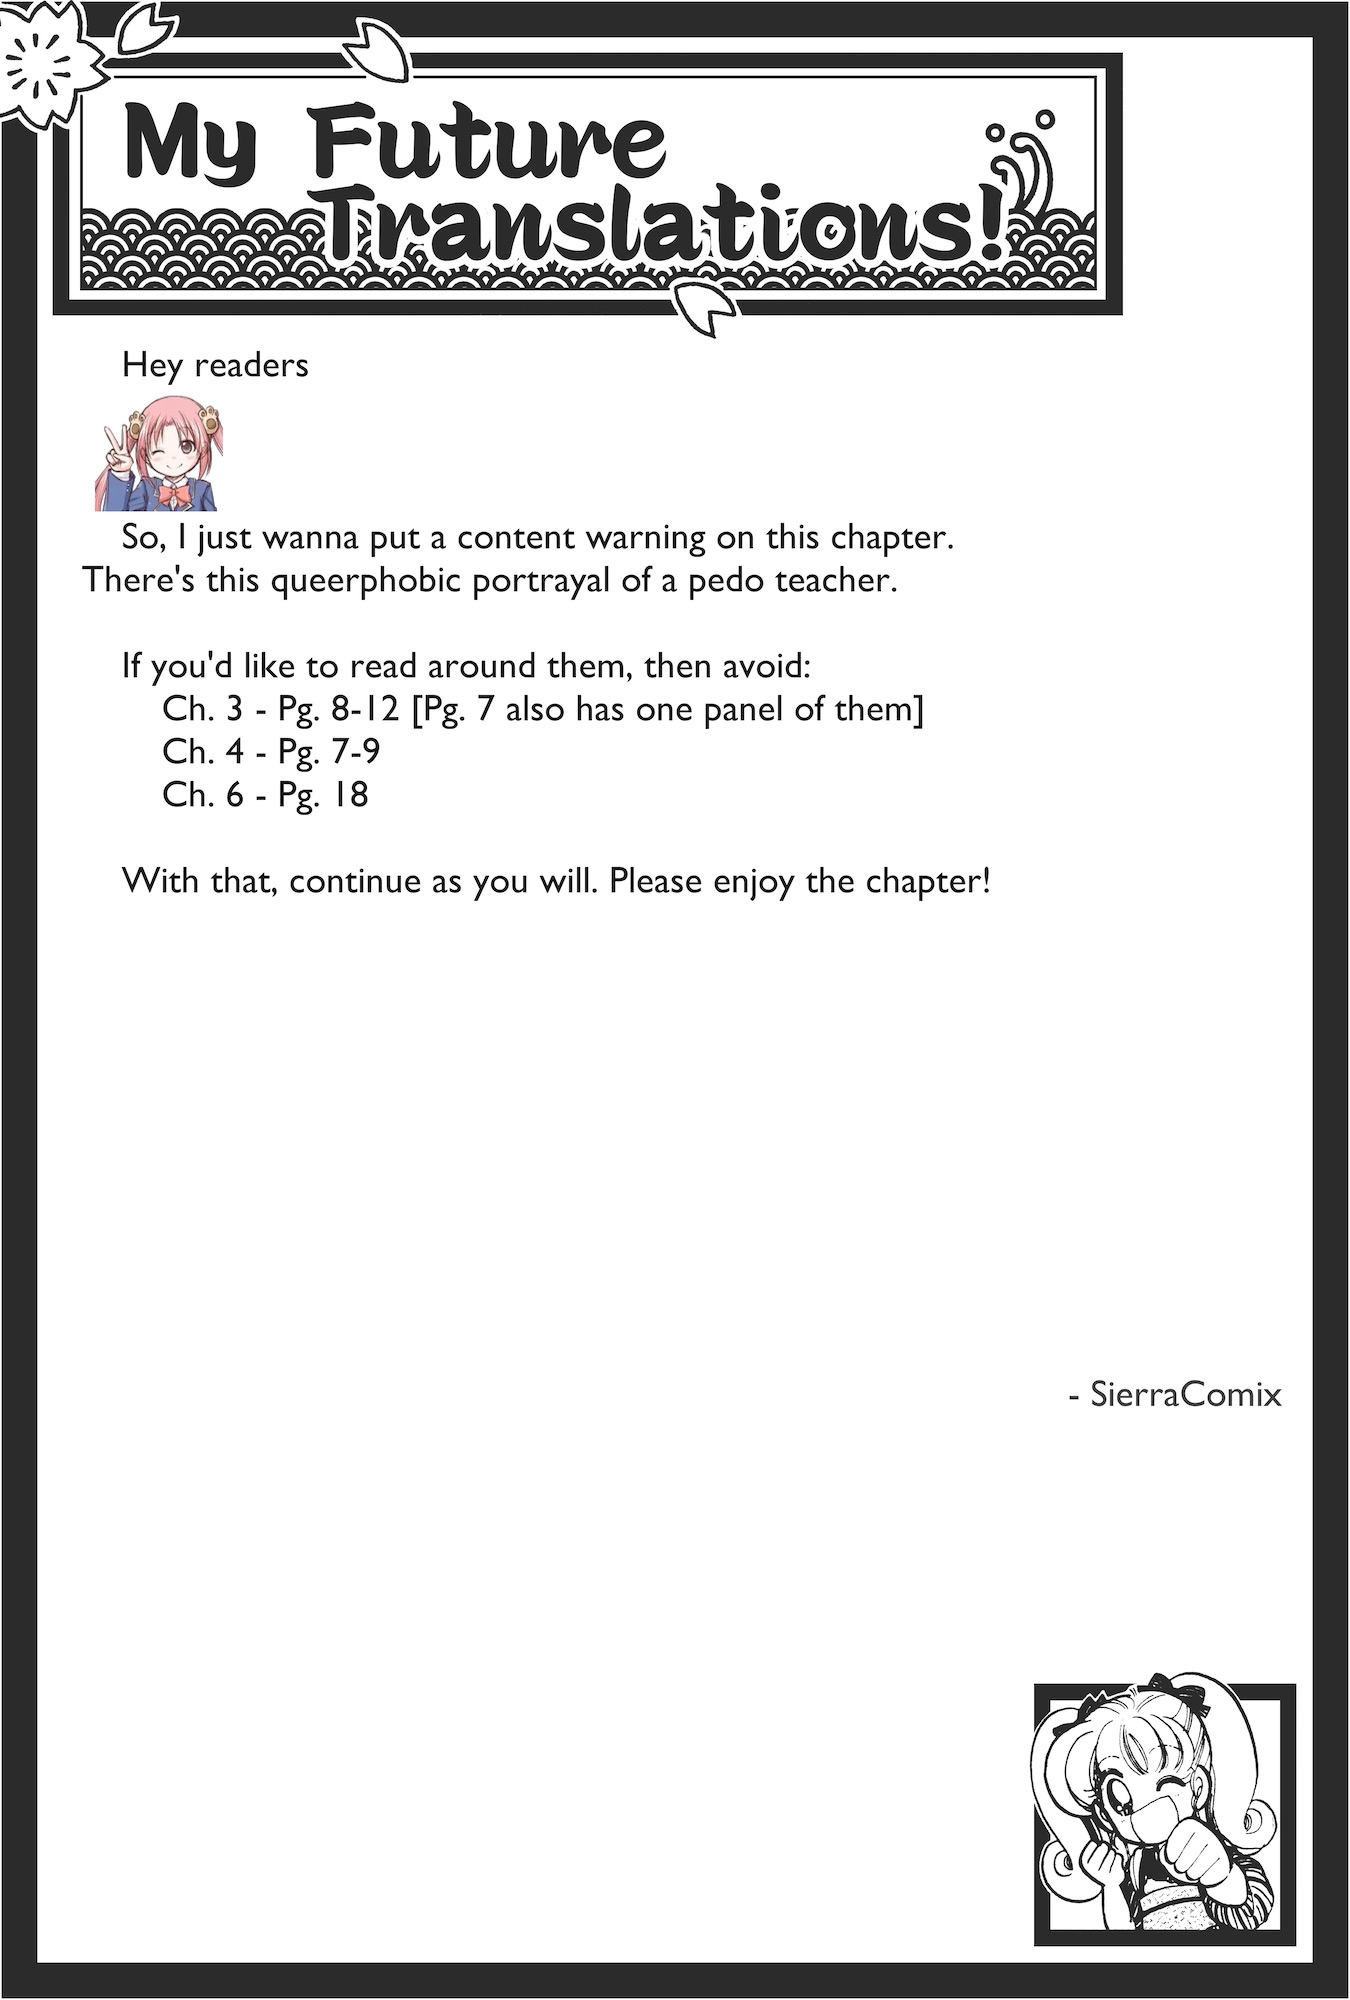 My Future
Translations!
Hey readers
So, I just wanna put a content warning on this chapter.
There's this queerphobic portrayal of a pedo teacher.
If you'd like to read around them, then avoid:
Ch. 3 - Pg. 8-12 [Pg. 7 also has one panel of them]
Ch. 4 - Pg. 7-9
Ch. 6 - Pg. 18
With that, continue as you will. Please enjoy the chapter!
- SierraComix